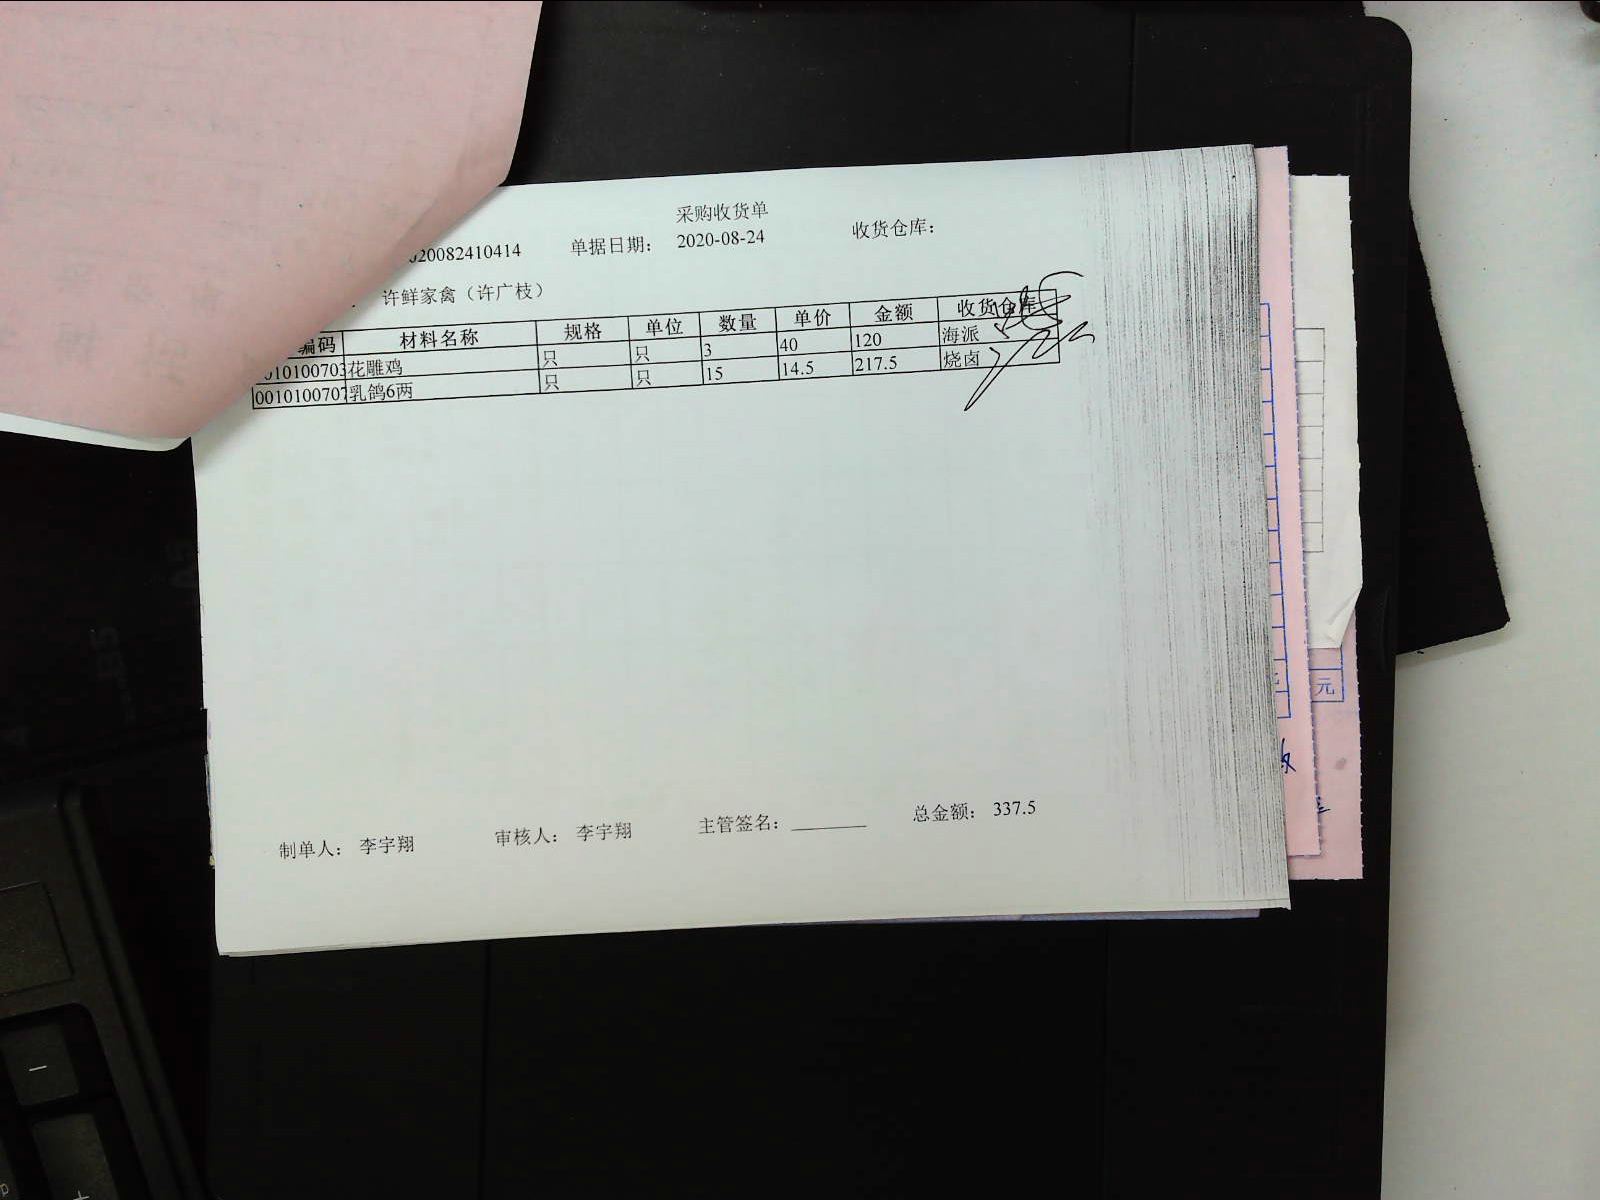 采购收货单
020082410414 单据日期： 2020-08-24 收货仓库：
许鲜家禽（许广枝）
编码 材料名称 规格 单位 数量 单价 金额 收货仓库
010100703 花雕鸡 只 只 3 40 120 海派
0010100707 乳鸽6两 只 只 15 14.5 217.5 烧卤
制单人： 李宇翔 审核人： 李宇翔 主管签名： 总金额： 337.5
元